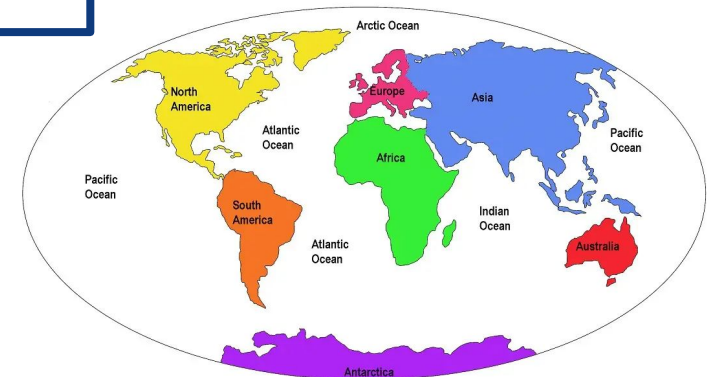 Arctic Ocean
North
America
Europe
Asia
Atlantic
Ocean
Pacific
Ocean
Africa
Pacific
Ocean
South
America
Indian
Ocean
Atlantic
Ocean
Australia
Antarctica